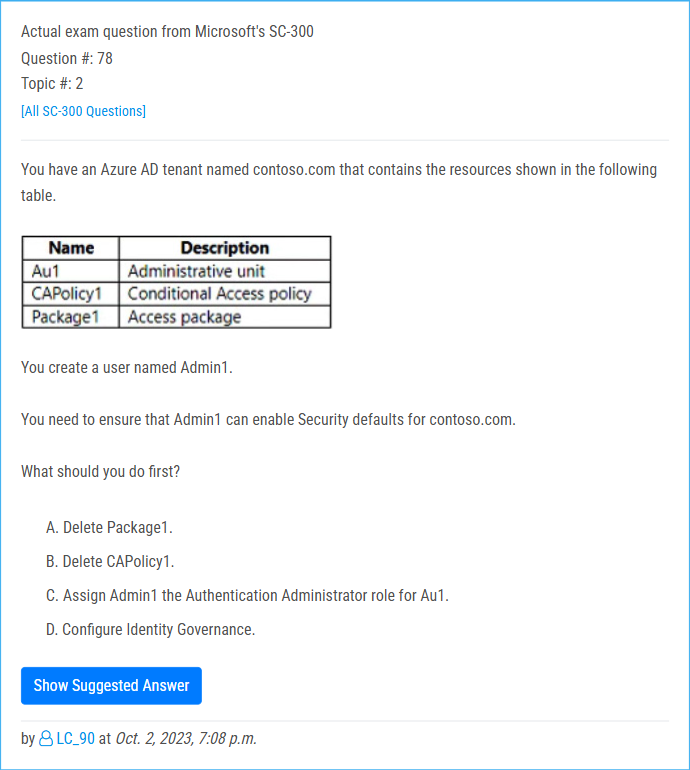 Actual exam question from Microsoft's SC-300
Question #: 78
Topic #: 2
[All SC-300 Questions]
You have an Azure AD tenant named contoso.com that contains the resources shown in the following
table.
Name Description
Au1 Administrative unit
CAPolicy1 Conditional Access policy
Package1 Access package
You create a user named Admin1.
You need to ensure that Admin1 can enable Security defaults for contoso.com.
What should you do first?
A. Delete Package1.
B. Delete CAPolicy1.
C. Assign Admin1 the Authentication Administrator role for Au1.
D. Configure Identity Governance.
Show Suggested Answer
by LC_90 at Oct. 2, 2023, 7:08 p.m.